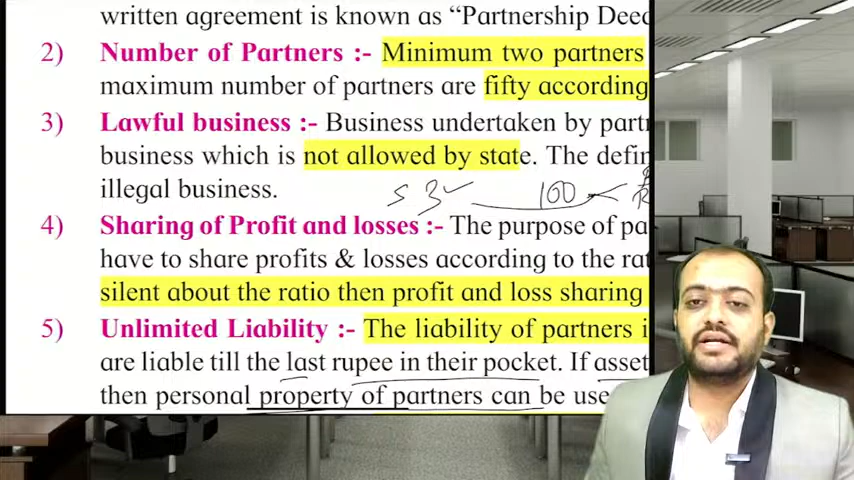 written agreement is known as “Partnership Deed
2) Number of Partners :- Minimum two partners
maximum number of partners are fifty according
3) Lawful business :- Business undertaken by partn
business which is not allowed by state. The defin
illegal business.
100
4) Sharing of Profit and losses :- The purpose of pa
have to share profits & losses according to the rat
silent about the ratio then profit and loss sharing
5) Unlimited Liability :- The liability of partners i
are liable till the last rupee in their pocket. If asset
then personal property of partners can be use